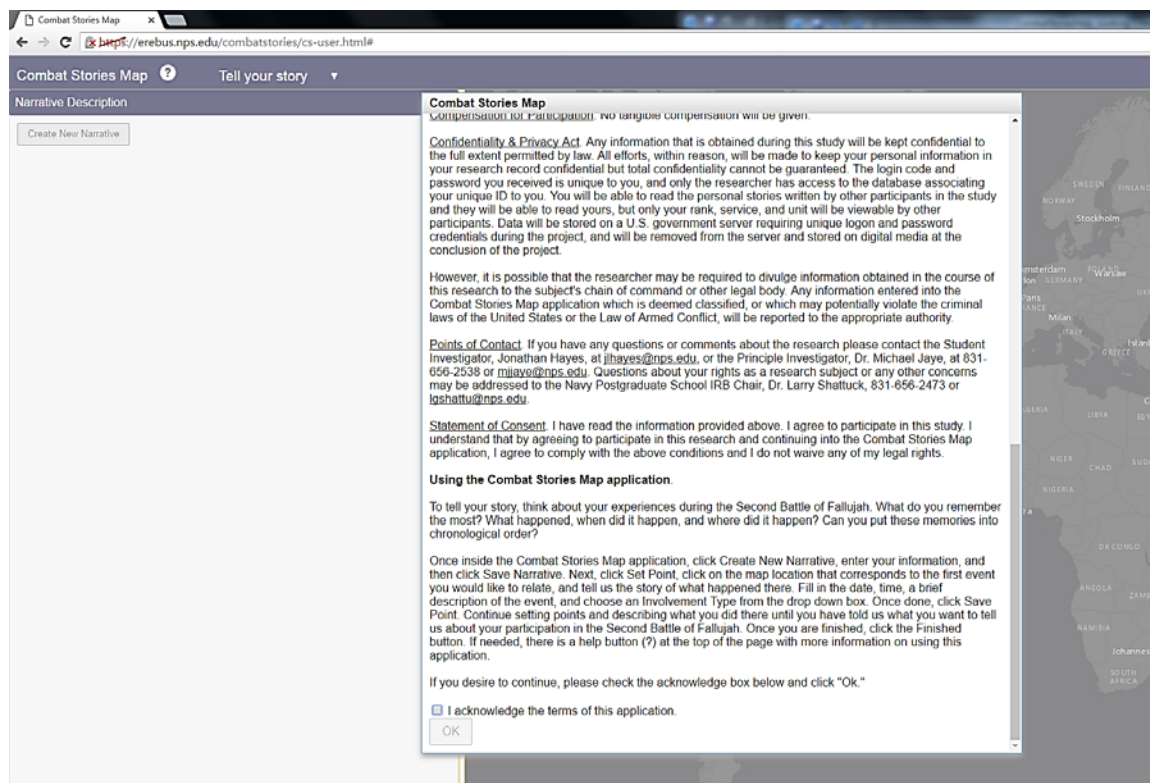 Combat Stories Map
https://erebus.nps.edu/combatstories/cs-user.html#
Combat Stories Map ? Tell your story
Narrative Description
Create New Narrative
Combat Stories Map
Compensation for Participation. No tangible compensation will be given.
Confidentiality & Privacy Act. Any information that is obtained during this study will be kept confidential to
the full extent permitted by law. All efforts, within reason, will be made to keep your personal information in
your research record confidential but total confidentiality cannot be guaranteed. The login code and
password you received is unique to you, and only the researcher has access to the database associating
your unique ID to you. You will be able to read the personal stories written by other participants in the study
and they will be able to read yours, but only your rank, service, and unit will be viewable by other
participants. Data will be stored on a U.S. government server requiring unique logon and password
credentials during the project, and will be removed from the server and stored on digital media at the
conclusion of the project.
However, it is possible that the researcher may be required to divulge information obtained in the course of
this research to the subject's chain of command or other legal body. Any information entered into the
Combat Stories Map application which is deemed classified, or which may potentially violate the criminal
laws of the United States or the Law of Armed Conflict, will be reported to the appropriate authority.
Points of Contact. If you have any questions or comments about the research please contact the Student
Investigator, Jonathan Hayes, at jlhayes@nps.edu, or the Principle Investigator, Dr. Michael Jaye, at 831-
656-2538 or mjjaye@nps.edu. Questions about your rights as a research subject or any other concerns
may be addressed to the Navy Postgraduate School IRB Chair, Dr. Larry Shattuck, 831-656-2473 or
lgshattu@nps.edu.
Statement of Consent. I have read the information provided above. I agree to participate in this study. I
understand that by agreeing to participate in this research and continuing into the Combat Stories Map
application, I agree to comply with the above conditions and I do not waive any of my legal rights.
Using the Combat Stories Map application.
To tell your story, think about your experiences during the Second Battle of Fallujah. What do you remember
the most? What happened, when did it happen, and where did it happen? Can you put these memories into
chronological order?
Once inside the Combat Stories Map application, click Create New Narrative, enter your information, and
then click Save Narrative. Next, click Set Point, click on the map location that corresponds to the first event
you would like to relate, and tell us the story of what happened there. Fill in the date, time, a brief
description of the event, and choose an Involvement Type from the drop down box. Once done, click Save
Point. Continue setting points and describing what you did there until you have told us what you want to tell
us about your participation in the Second Battle of Fallujah. Once you are finished, click the Finished
button. If needed, there is a help button (?) at the top of the page with more information on using this
application.
If you desire to continue, please check the acknowledge box below and click "Ok."
I acknowledge the terms of this application.
OK
SWEDEN FINLAND
NORWAY
Stockholm
msterdam POLAND Warsaw
don GERMANY
Paris
Milan
ITALY
Istanb
GREECE
LIBYA
NIGER
CHAD
NIGERIA
DR CONGO
ANGOLA
NAMIBIA
Johannes
SOUTH
AFRICA